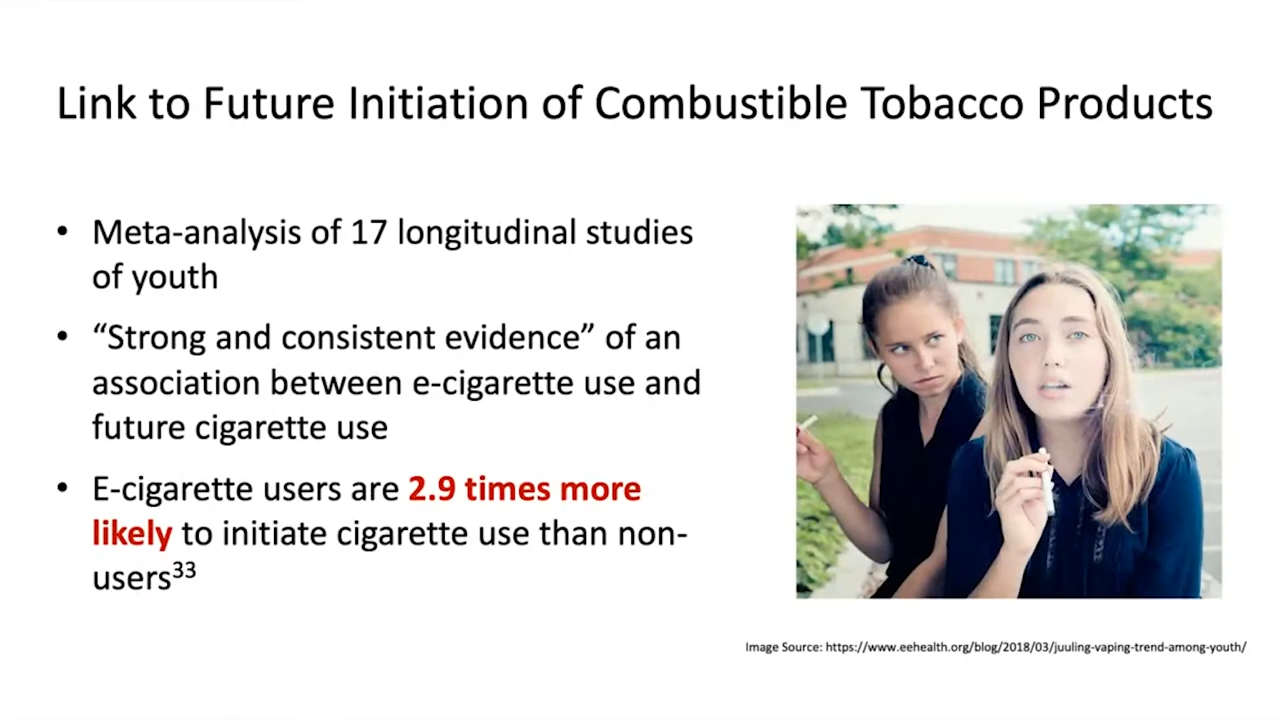 Link to Future Initiation of Combustible Tobacco Products
• Meta-analysis of 17 longitudinal studies
of youth
• “Strong and consistent evidence” of an
association between e-cigarette use and
future cigarette use
• E-cigarette users are 2.9 times more
likely to initiate cigarette use than non-
users³³
Image Source: https://www.eehealth.org/blog/2018/03/juuling-vaping-trend-among-youth/